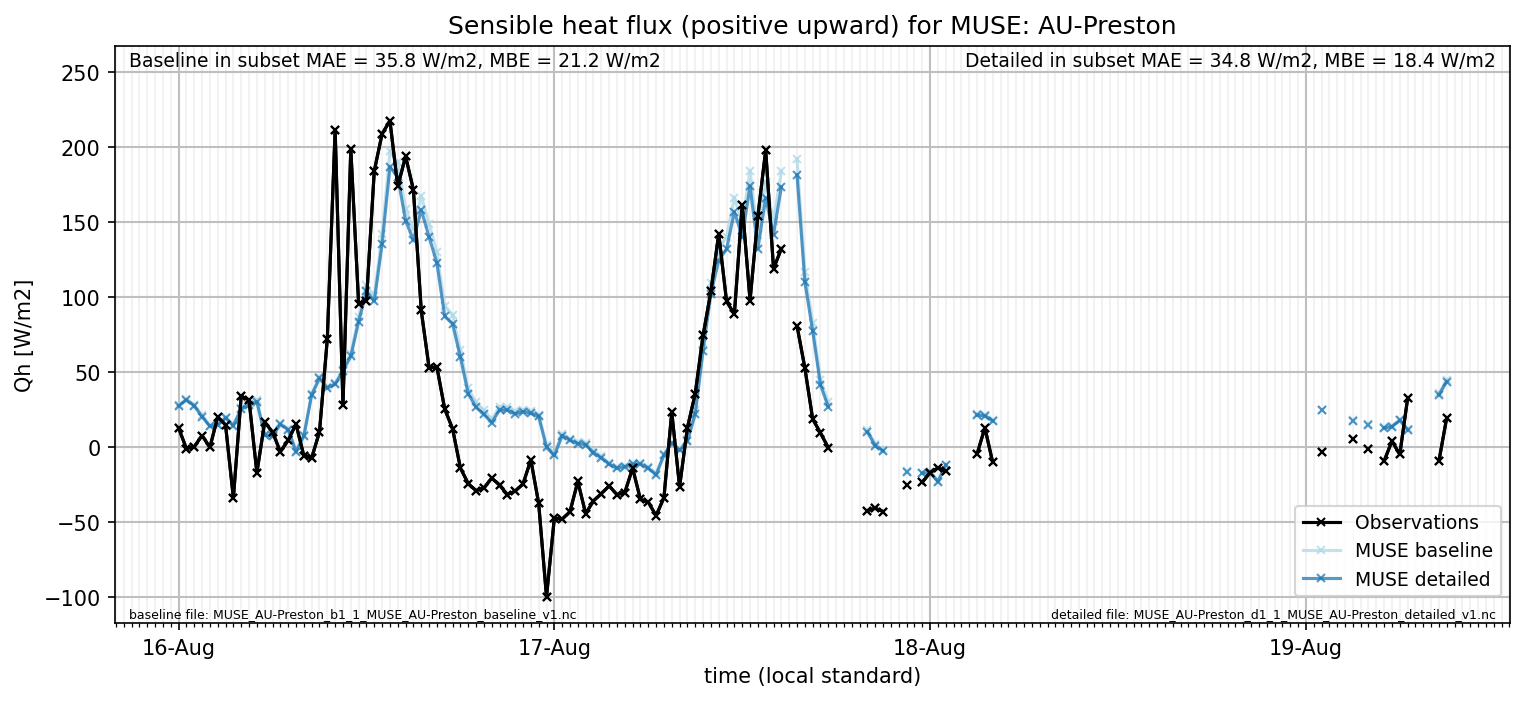 Sensible heat flux (positive upward) for MUSE: AU-Preston
Baseline in subset MAE = 35.8 W/m2, MBE = 21.2 W/m2
Detailed in subset MAE = 34.8 W/m2, MBE = 18.4 W/m2
Qh [W/m2]
250
200
150
100
50
0
−50
−100
Observations
MUSE baseline
MUSE detailed
baseline file: MUSE_AU-Preston_b1_1_MUSE_AU-Preston_baseline_v1.nc
detailed file: MUSE_AU-Preston_d1_1_MUSE_AU-Preston_detailed_v1.nc
16-Aug
17-Aug
18-Aug
19-Aug
time (local standard)